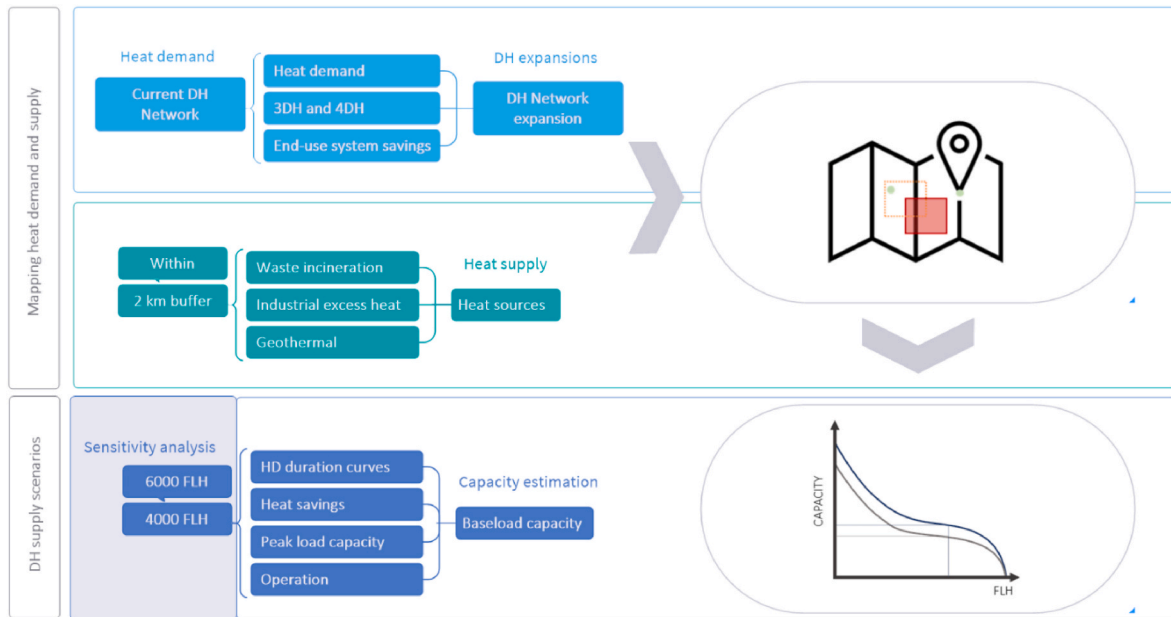 Mapping heat demand and supply
Heat demand
Current DH
Network
Heat demand
3DH and 4DH
End-use system savings
DH expansions
DH Network
expansion
Within
2 km buffer
Waste incineration
Industrial excess heat
Geothermal
Heat supply
Heat sources
DH supply scenarios
Sensitivity analysis
6000 FLH
4000 FLH
HD duration curves
Heat savings
Peak load capacity
Operation
Capacity estimation
Baseload capacity
CAPACITY
FLH